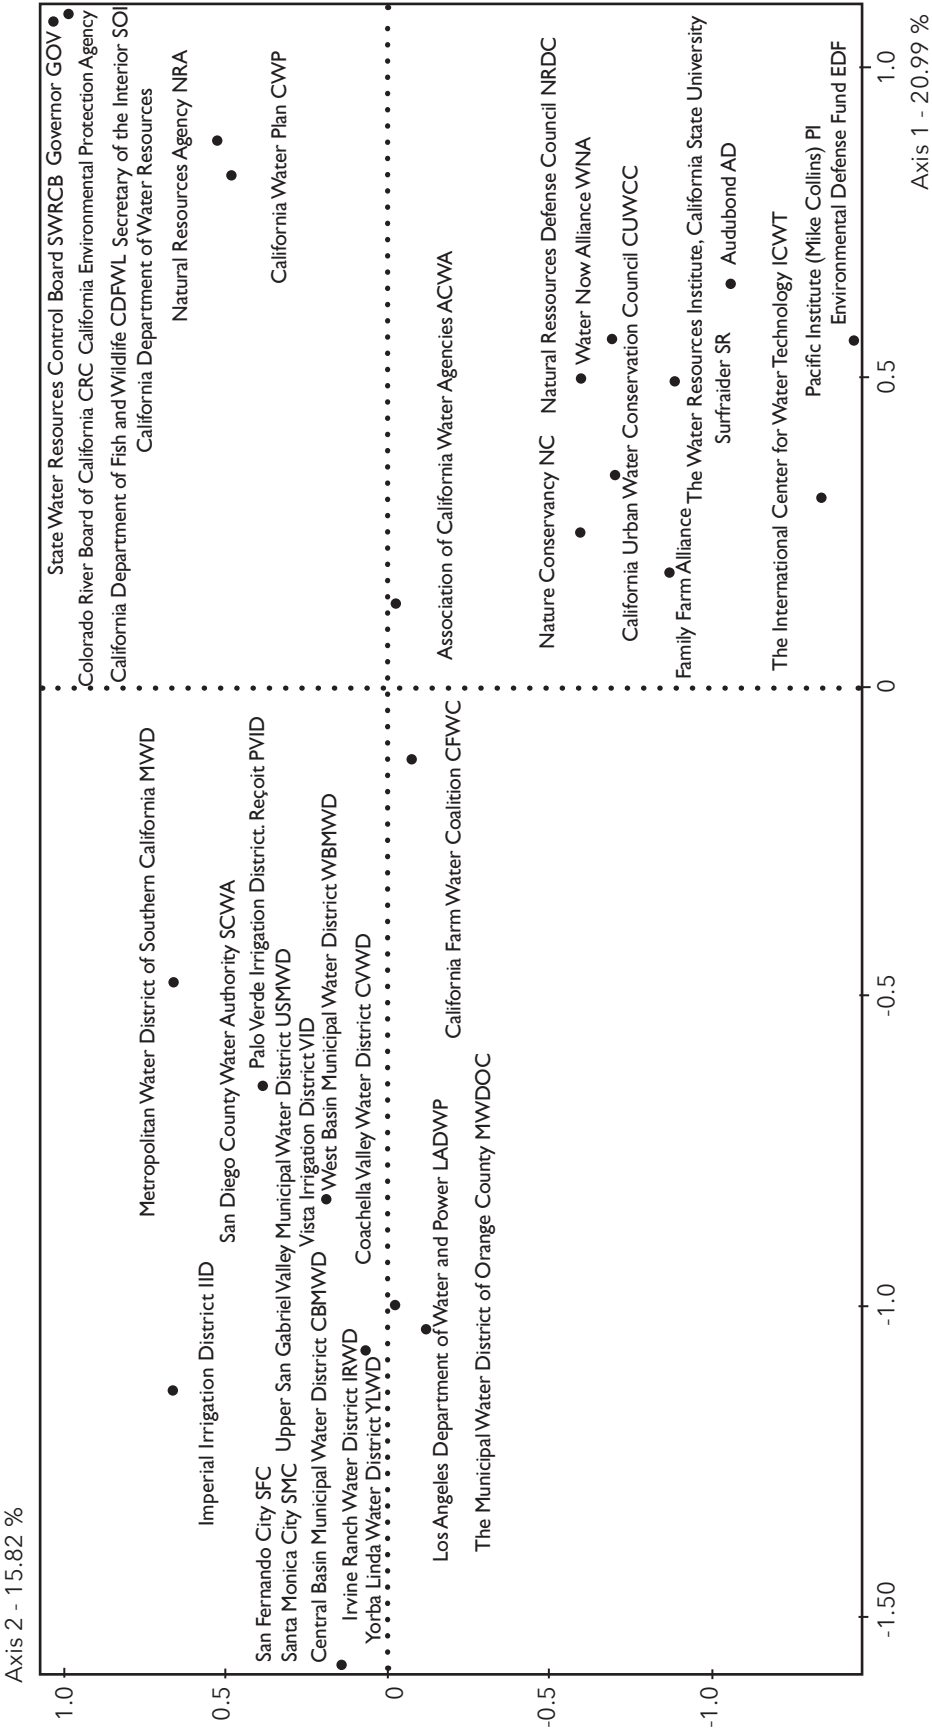 Axis 2 - 15.82 %
State Water Resources Control Board SWRCB Governor GOV
Colorado River Board of California CRC California Environmental Protection Agency
California Department of Fish and Wildlife CDFWL Secretary of the Interior SOI
California Department of Water Resources
Natural Resources Agency NRA
California Water Plan CWP
Metropolitan Water District of Southern California MWD
San Diego County Water Authority SCWA
Imperial Irrigation District IID
Palo Verde Irrigation District. Reçoit PVID
San Fernando City SFC
Santa Monica City SMC Upper San Gabriel Valley Municipal Water District USMWD
Vista Irrigation District VID
Central Basin Municipal Water District CBMWD
West Basin Municipal Water District WBMWD
Irvine Ranch Water District IRWD
Coachella Valley Water District CVWD
Yorba Linda Water District YLWD
Association of California Water Agencies ACWA
Los Angeles Department of Water and Power LADWP
California Farm Water Coalition CFWC
The Municipal Water District of Orange County MWDOC
Nature Conservancy NC
Natural Ressources Defense Council NRDC
Water Now Alliance WNA
California Urban Water Conservation Council CUWCC
Family Farm Alliance
The Water Resources Institute, California State University
Surfraider SR
Audubond AD
The International Center for Water Technology ICWT
Pacific Institute (Mike Collins) PI
Environmental Defense Fund EDF
1.0
0.5
0
-0.5
-1.0
-1.50
-1.0
-0.5
0
0.5
1.0
Axis 1 - 20.99 %